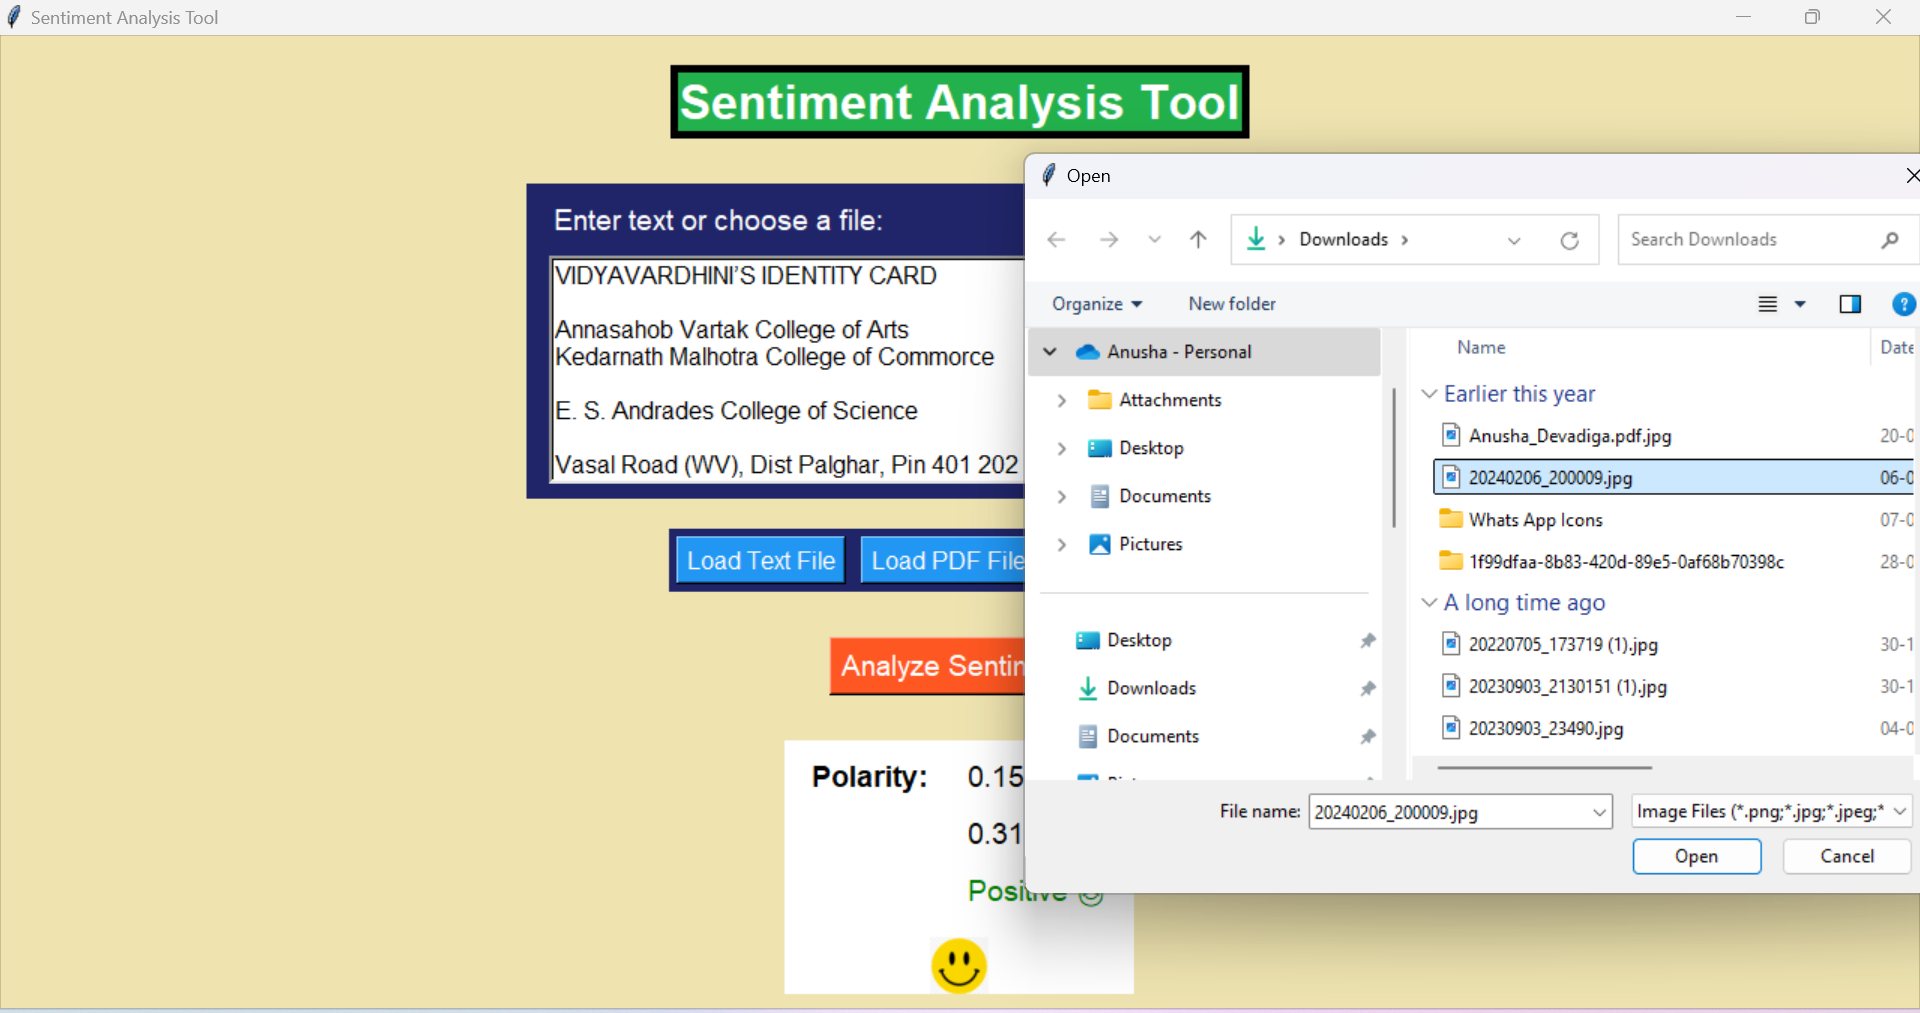 Sentiment Analysis Tool
Sentiment Analysis Tool
Enter text or choose a file:
VIDYAVARDHINI'S IDENTITY CARD
Annasahob Vartak College of Arts
Kedarnath Malhotra College of Commorce
E. S. Andrades College of Science
Vasal Road (WV), Dist Palghar, Pin 401 202
Load Text File
Load PDF File
Analyze
Polarity: 0.15
0.31
Positive
Open
Downloads
Search Downloads
Organize
New folder
Anusha - Personal
Attachments
Desktop
Documents
Pictures
Desktop
Downloads
Documents
Name
Date
Earlier this year
Anusha_Devadiga.pdf.jpg 20-0
20240206_200009.jpg 06-0
Whats App Icons 07-0
1f99dfaa-8b83-420d-89e5-0af68b70398c 28-0
A long time ago
20220705_173719 (1).jpg 30-1
20230903_2130151 (1).jpg 30-1
20230903_23490.jpg 04-0
File name: 20240206_200009.jpg
Image Files (*.png;*.jpg;*.jpeg;*
Open
Cancel